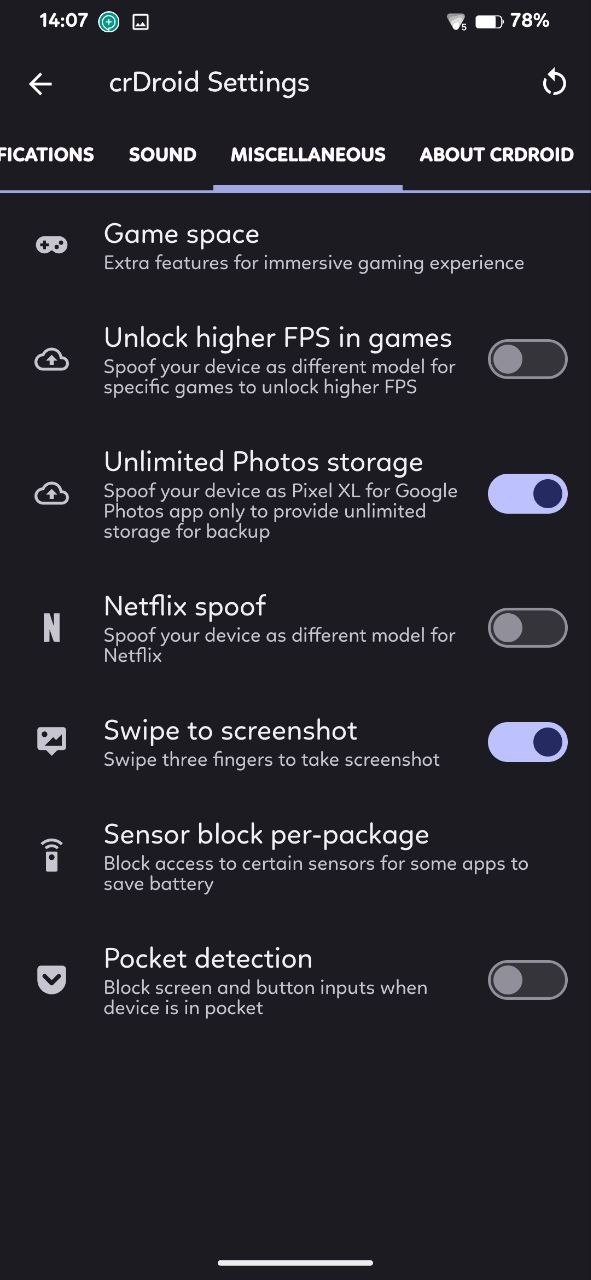 14:07
5
78%
crDroid Settings
FICATIONS
SOUND
MISCELLANEOUS
ABOUT CRDROID
Game space
Extra features for immersive gaming experience
Unlock higher FPS in games
Spoof your device as different model for
specific games to unlock higher FPS
Unlimited Photos storage
Spoof your device as Pixel XL for Google
Photos app only to provide unlimited
storage for backup
N
Netflix spoof
Spoof your device as different model for
Netflix
Swipe to screenshot
Swipe three fingers to take screenshot
Sensor block per-package
Block access to certain sensors for some apps to
save battery
Pocket detection
Block screen and button inputs when
device is in pocket